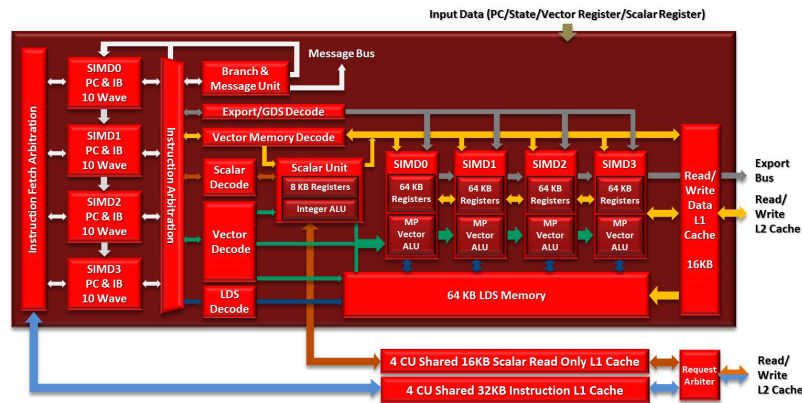 Input Data (PC/State/Vector Register/Scalar Register)
Instruction Fetch Arbitration
SIMD0
PC & IB
10 Wave
SIMD1
PC & IB
10 Wave
SIMD2
PC & IB
10 Wave
SIMD3
PC & IB
10 Wave
Instruction Arbitration
Branch &
Message Unit
Message Bus
Export/GDS Decode
Vector Memory Decode
Scalar
Decode
Scalar Unit
8 KB Registers
Integer ALU
Vector
Decode
LDS
Decode
SIMD0
64 KB
Registers
MP
Vector
ALU
SIMD1
64 KB
Registers
MP
Vector
ALU
SIMD2
64 KB
Registers
MP
Vector
ALU
SIMD3
64 KB
Registers
MP
Vector
ALU
64 KB LDS Memory
Read/
Write
Data
L1
Cache
16KB
Export
Bus
Read/
Write
L2 Cache
4 CU Shared 16KB Scalar Read Only L1 Cache
4 CU Shared 32KB Instruction L1 Cache
Request
Arbiter
Read/
Write
L2 Cache